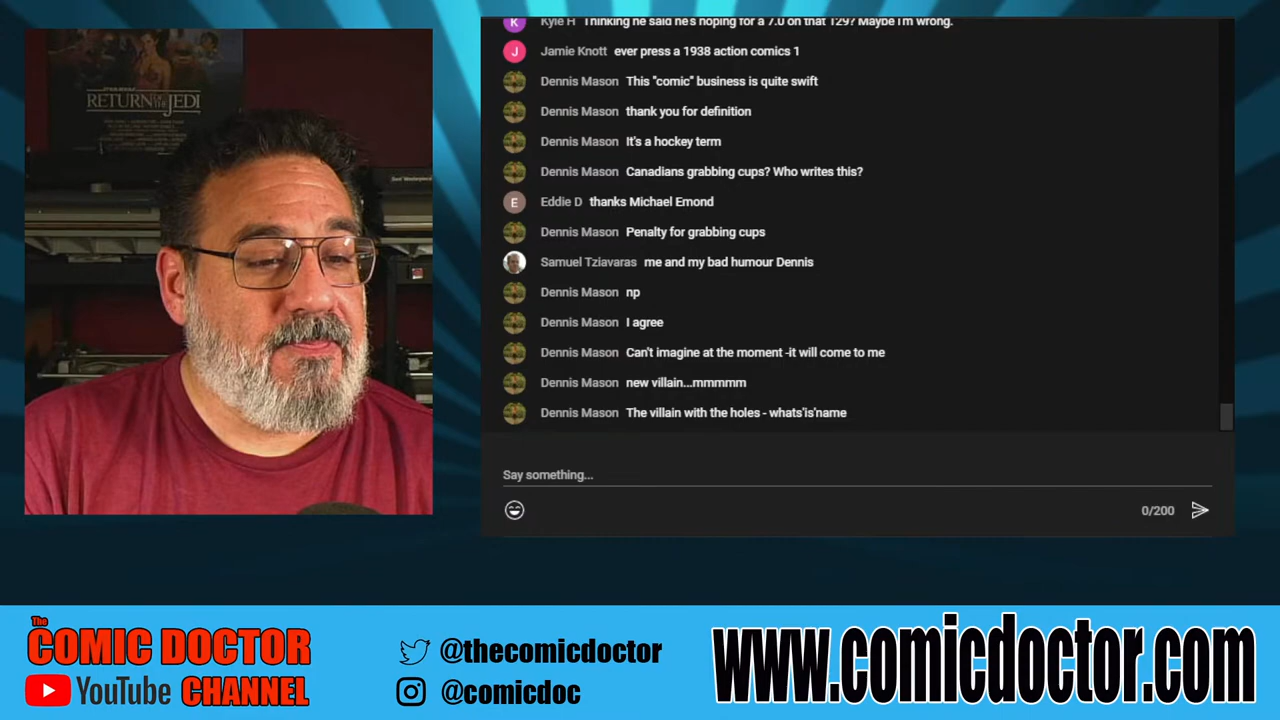 RETURN OF THE JEDI
Kyle H Thinking he said he's hoping for a 7.0 on that 129? Maybe I'm wrong.
Jamie Knott ever press a 1938 action comics 1
Dennis Mason This "comic" business is quite swift
Dennis Mason thank you for definition
Dennis Mason It's a hockey term
Dennis Mason Canadians grabbing cups? Who writes this?
E Eddie D thanks Michael Emond
Dennis Mason Penalty for grabbing cups
Samuel Tziavaras me and my bad humour Dennis
Dennis Mason np
Dennis Mason I agree
Dennis Mason Can't imagine at the moment -it will come to me
Dennis Mason new villain...mmmmm
Dennis Mason The villain with the holes - whats'is'name
Say something...
0/200
The
COMIC DOCTOR
YouTube CHANNEL
@thecomicdoctor
@comicdoc
www.comicdoctor.com